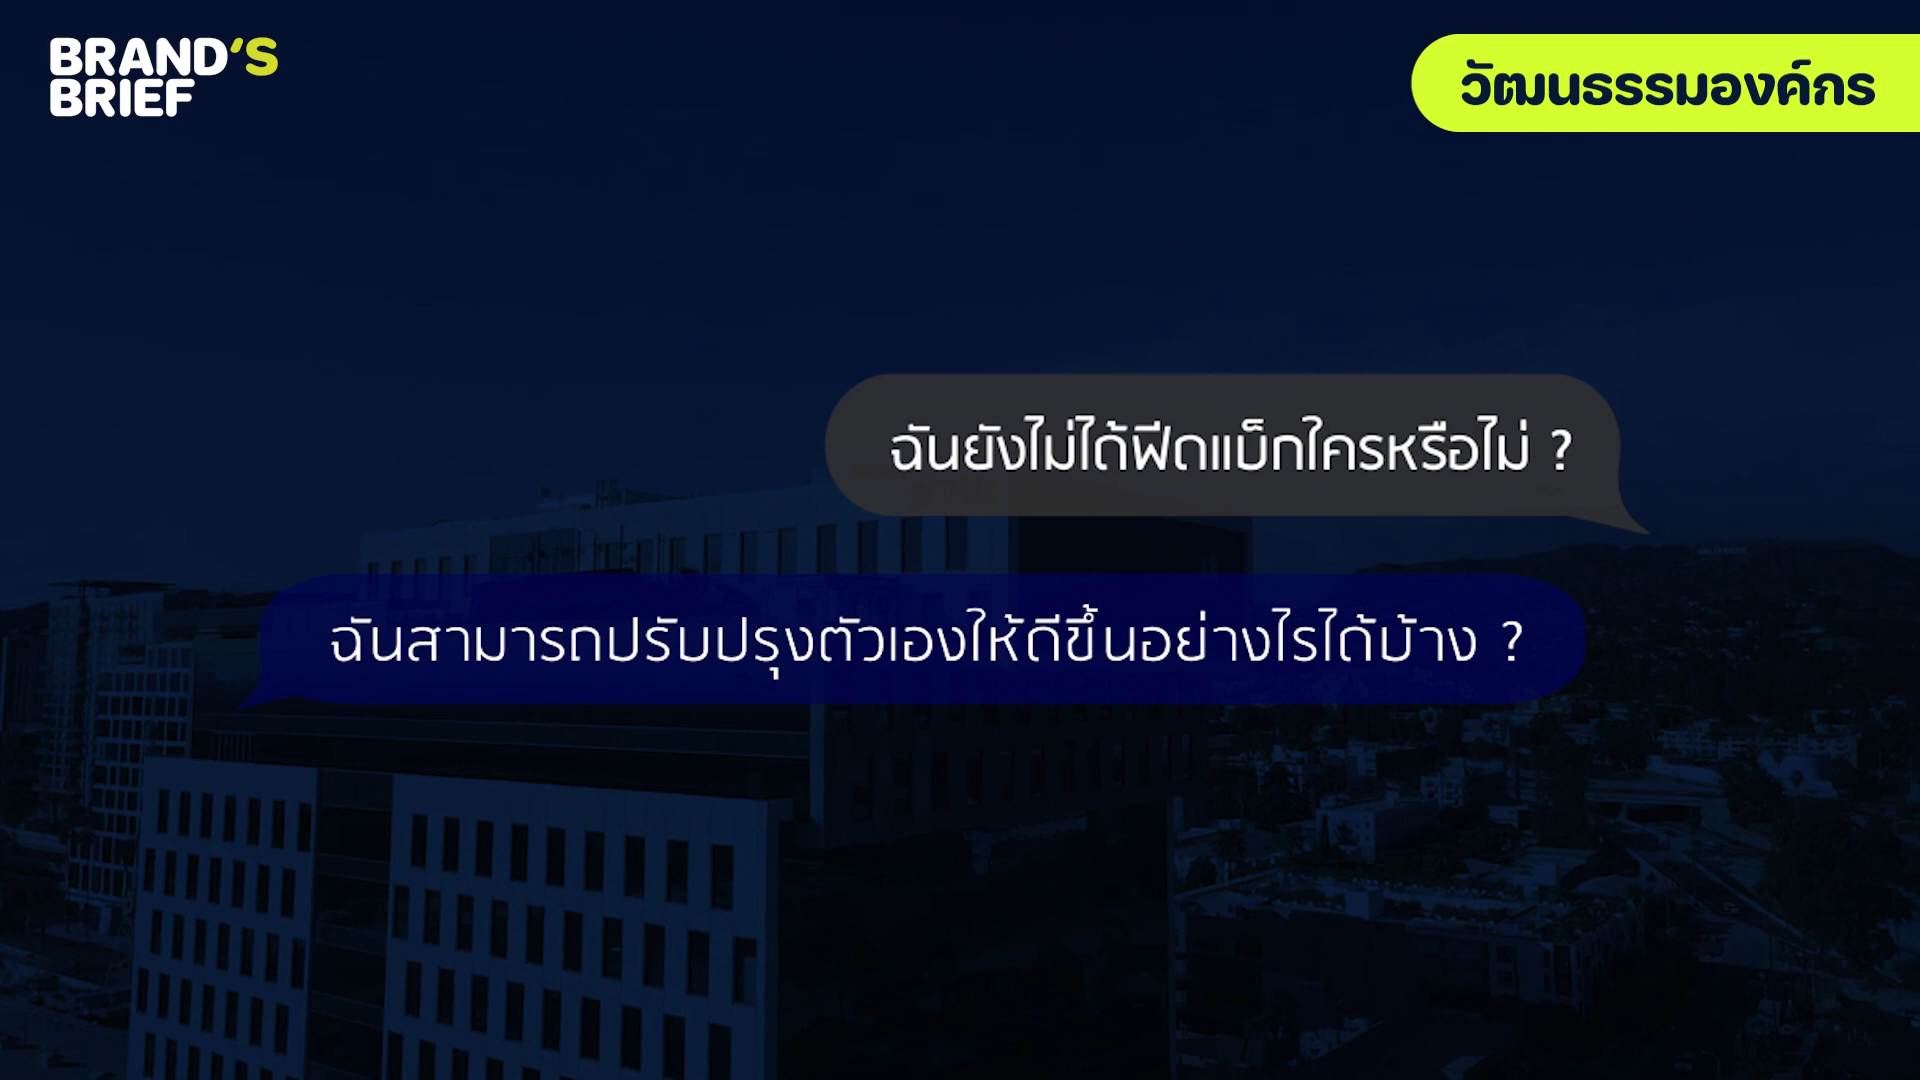 BRAND'S
BRIEF
วัฒนธรรมองค์กร
ฉันยังไม่ได้ฟีดแบ็กใครหรือไม่ ?
ฉันสามารถปรับปรุงตัวเองให้ดีขึ้นอย่างไรได้บ้าง ?